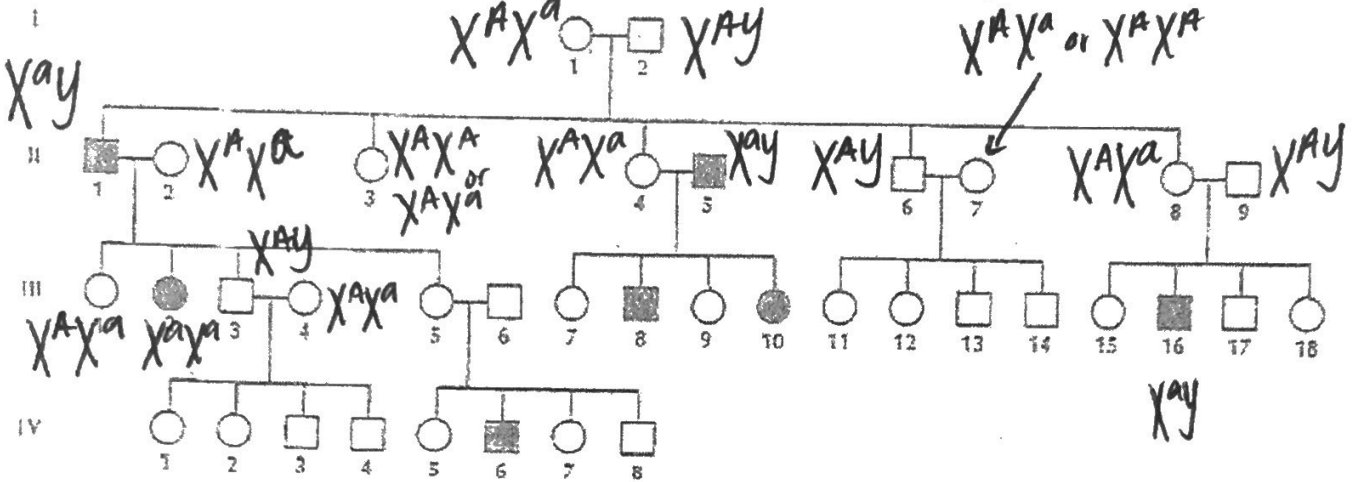 I
X^A X^a 1 2 X^A y X^A X^a or X^A X^A
X^a y
II 1 2 X^A X^a 3 X^A X^A or X^A X^a X^A X^a 4 5 X^a y X^A y 6 7 X^A X^a 8 9 X^A y
X^A y
III 1 2 3 4 X^A X^a 5 6 7 8 9 10 11 12 13 14 15 16 17 18
X^A X^a X^a X^a X^a y
IV 1 2 3 4 5 6 7 8